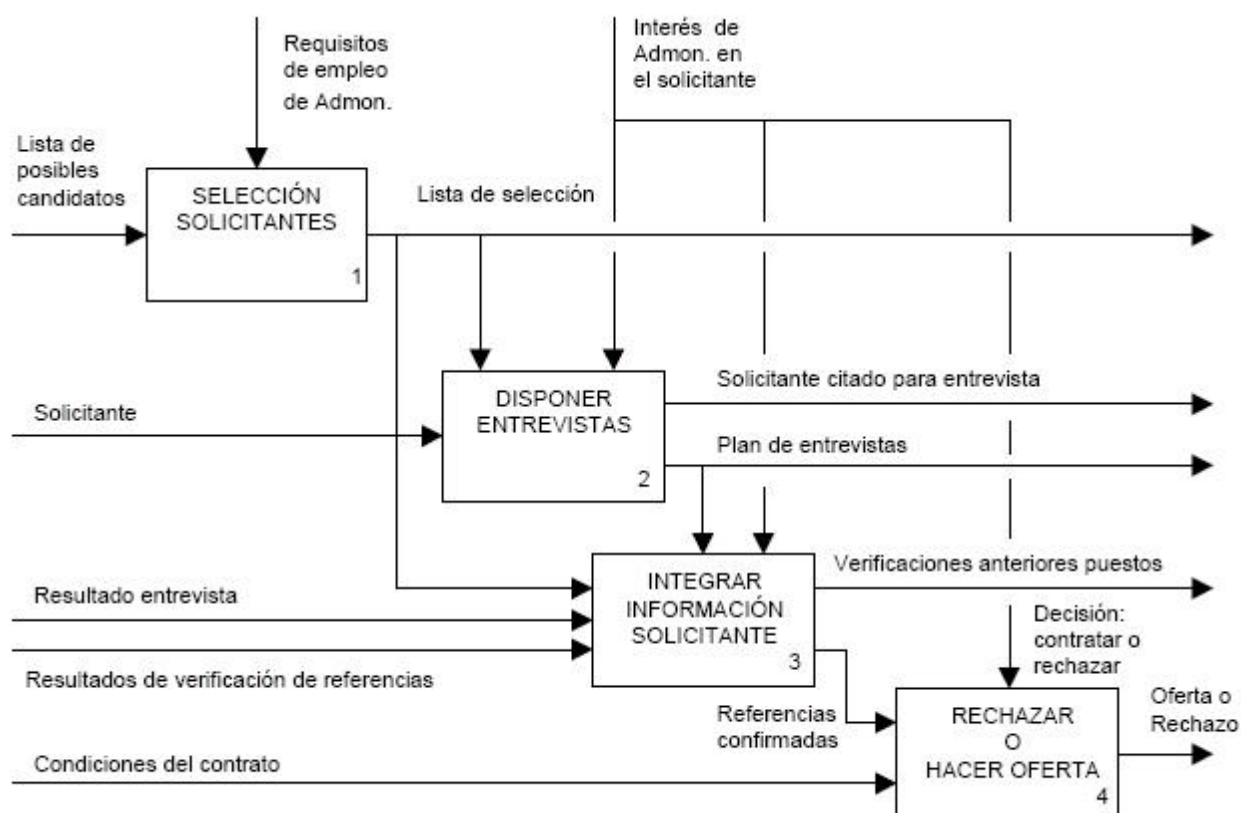 Requisitos
de empleo
de Admon.
Interés de
Admon. en
el solicitante
Lista de
posibles
candidatos
SELECCIÓN
SOLICITANTES
1
Lista de selección
Solicitante
DISPONER
ENTREVISTAS
2
Solicitante citado para entrevista
Plan de entrevistas
Resultado entrevista
Resultados de verificación de referencias
INTEGRAR
INFORMACIÓN
SOLICITANTE
3
Verificaciones anteriores puestos
Decisión:
contratar o
rechazar
Referencias
confirmadas
Condiciones del contrato
RECHAZAR
O
HACER OFERTA
4
Oferta o
Rechazo